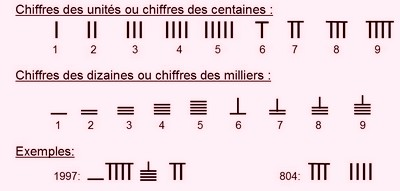 Chiffres des unités ou chiffres des centaines :
1 2 3 4 5 6 7 8 9
Chiffres des dizaines ou chiffres des milliers :
1 2 3 4 5 6 7 8 9
Exemples:
1997: 804: